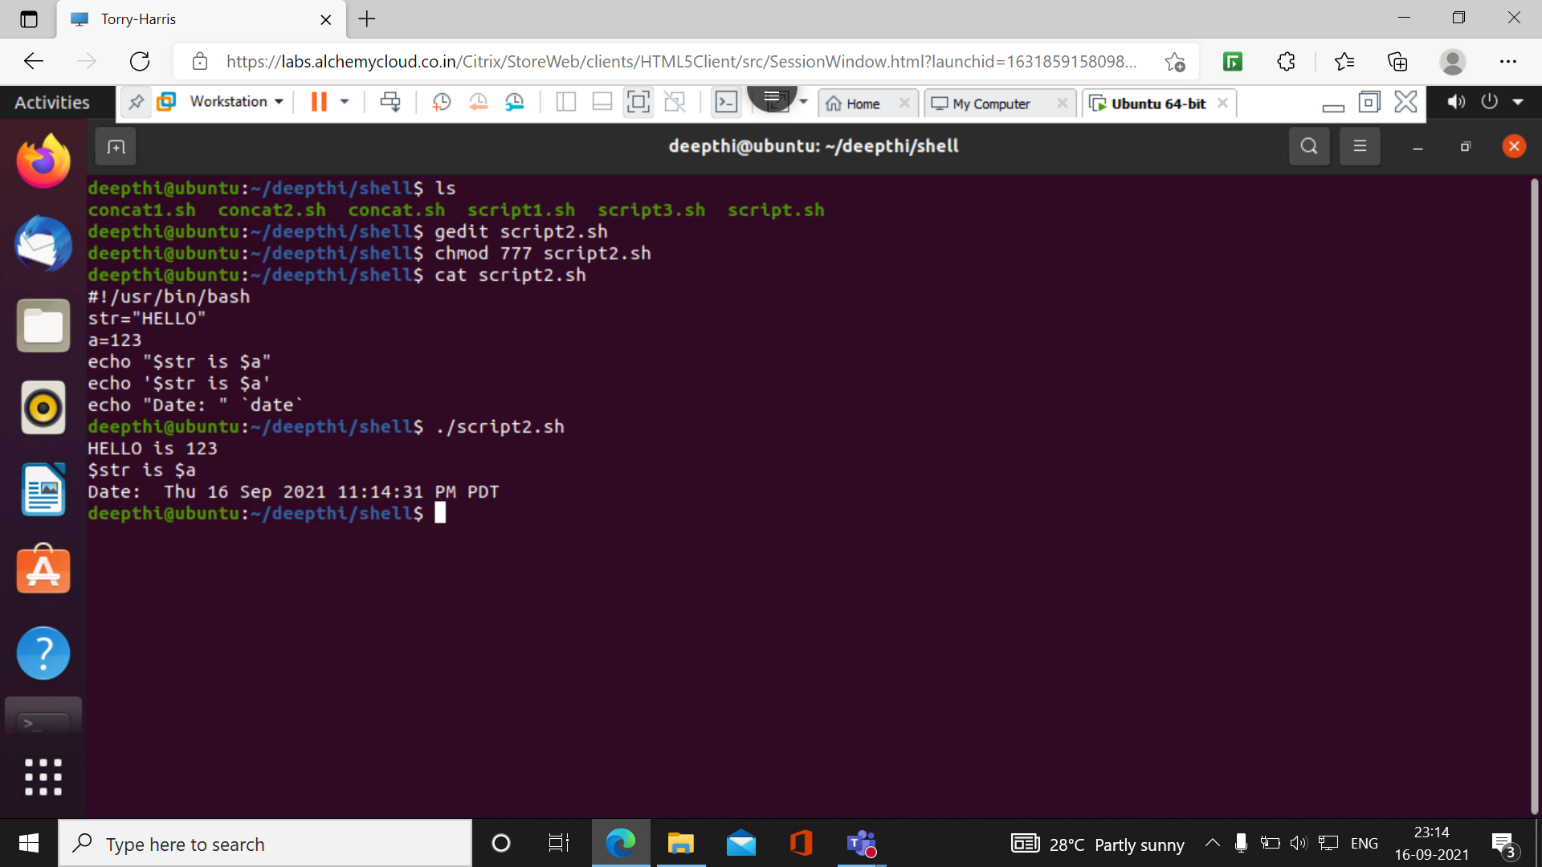 Torry-Harris
https://labs.alchemycloud.co.in/Citrix/StoreWeb/clients/HTML5Client/src/SessionWindow.html?launchid=1631859158098...
Activities
Workstation
Home
My Computer
Ubuntu 64-bit
deepthi@ubuntu: ~/deepthi/shell
deepthi@ubuntu:~/deepthi/shell$ ls
concat1.sh  concat2.sh  concat.sh  script1.sh  script3.sh  script.sh
deepthi@ubuntu:~/deepthi/shell$ gedit script2.sh
deepthi@ubuntu:~/deepthi/shell$ chmod 777 script2.sh
deepthi@ubuntu:~/deepthi/shell$ cat script2.sh
#!/usr/bin/bash
str="HELLO"
a=123
echo "$str is $a"
echo '$str is $a'
echo "Date: " `date`
deepthi@ubuntu:~/deepthi/shell$ ./script2.sh
HELLO is 123
$str is $a
Date:  Thu 16 Sep 2021 11:14:31 PM PDT
deepthi@ubuntu:~/deepthi/shell$
Type here to search
28°C Partly sunny
ENG
23:14
16-09-2021
3